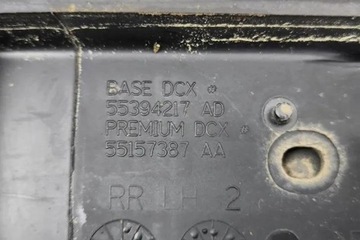 BASE DCX *
55394217 AD
PREMIUM DCX *
55157387 AA
RR LH 2